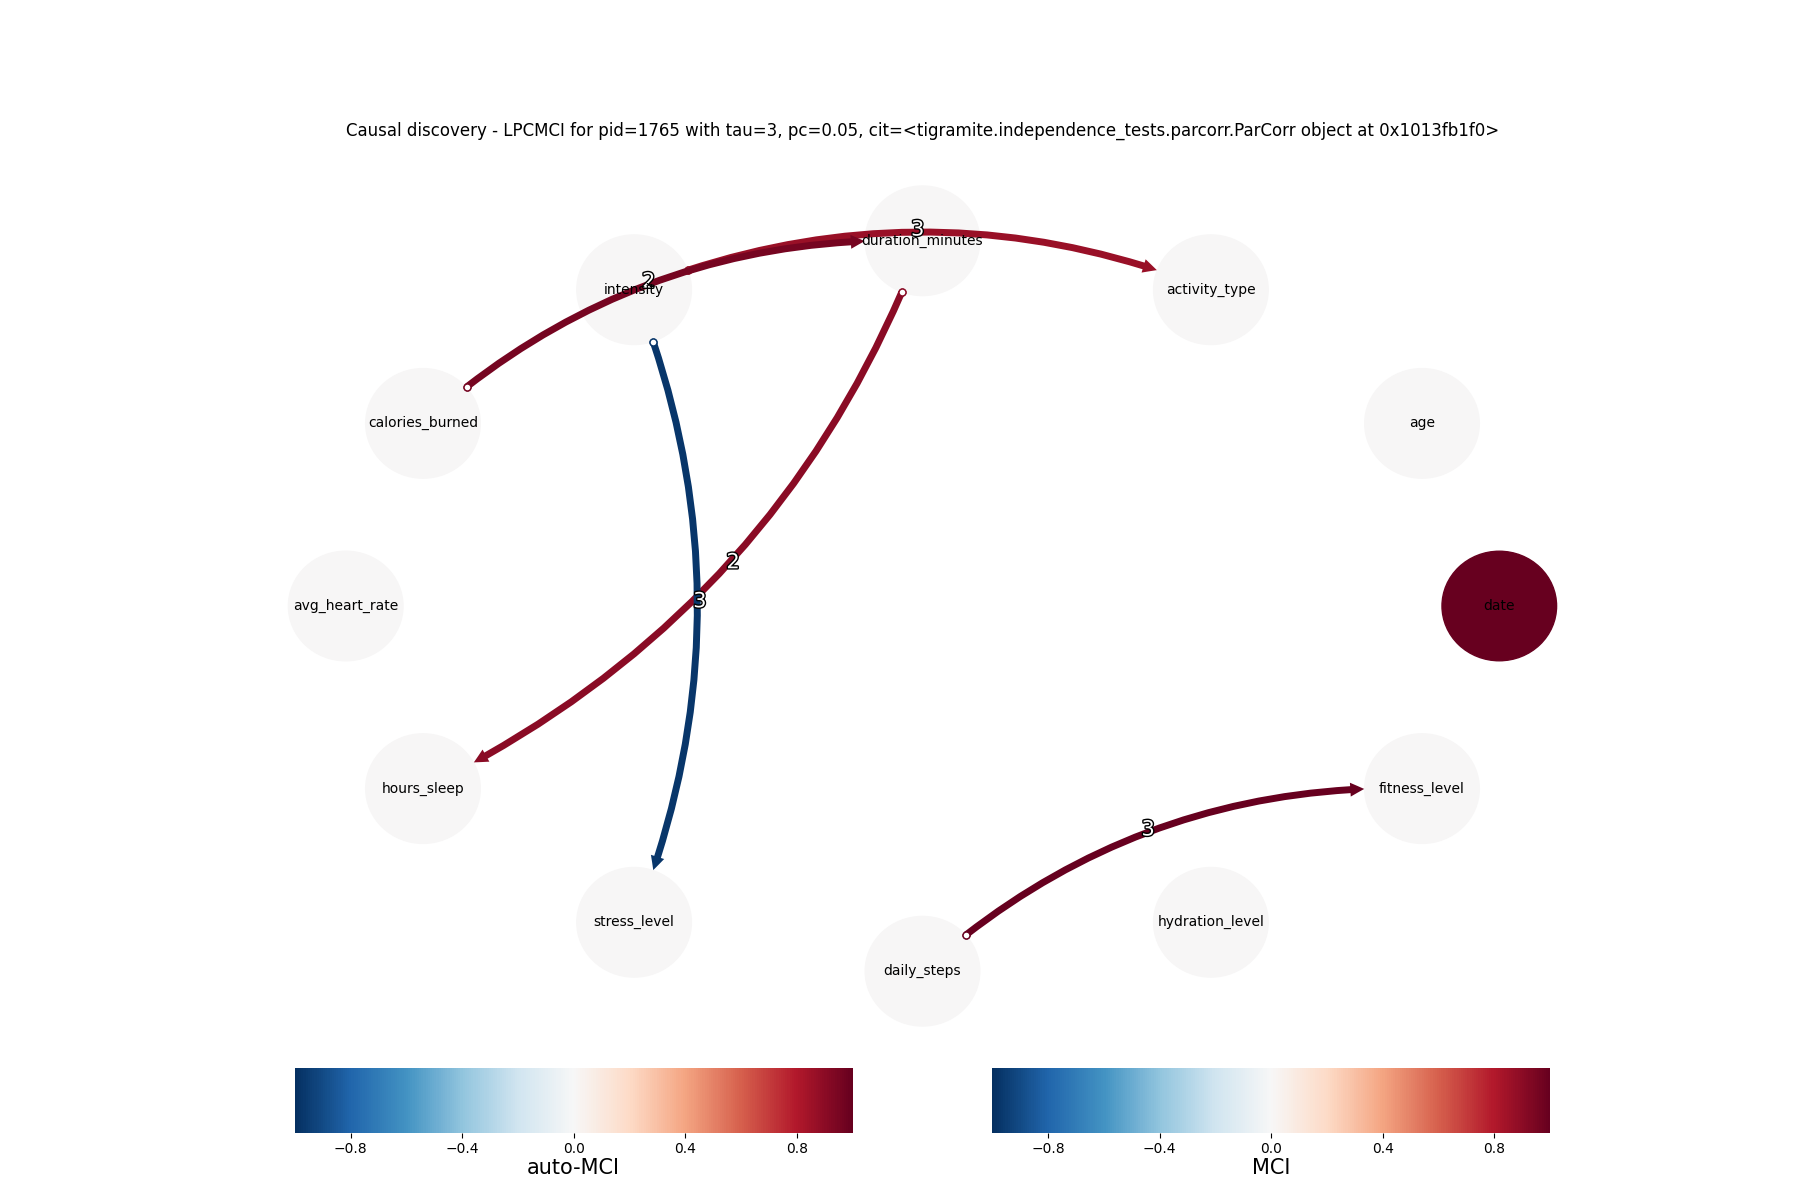 Causal discovery - LPCMCI for pid=1765 with tau=3, pc=0.05, cit=<tigramite.independence_tests.parcorr.ParCorr object at 0x1013fb1f0>
3
duration_minutes
2
intensity
activity_type
calories_burned
age
2
3
avg_heart_rate
date
hours_sleep
fitness_level
3
stress_level
hydration_level
daily_steps
−0.8 −0.4 0.0 0.4 0.8
auto-MCI
−0.8 −0.4 0.0 0.4 0.8
MCI